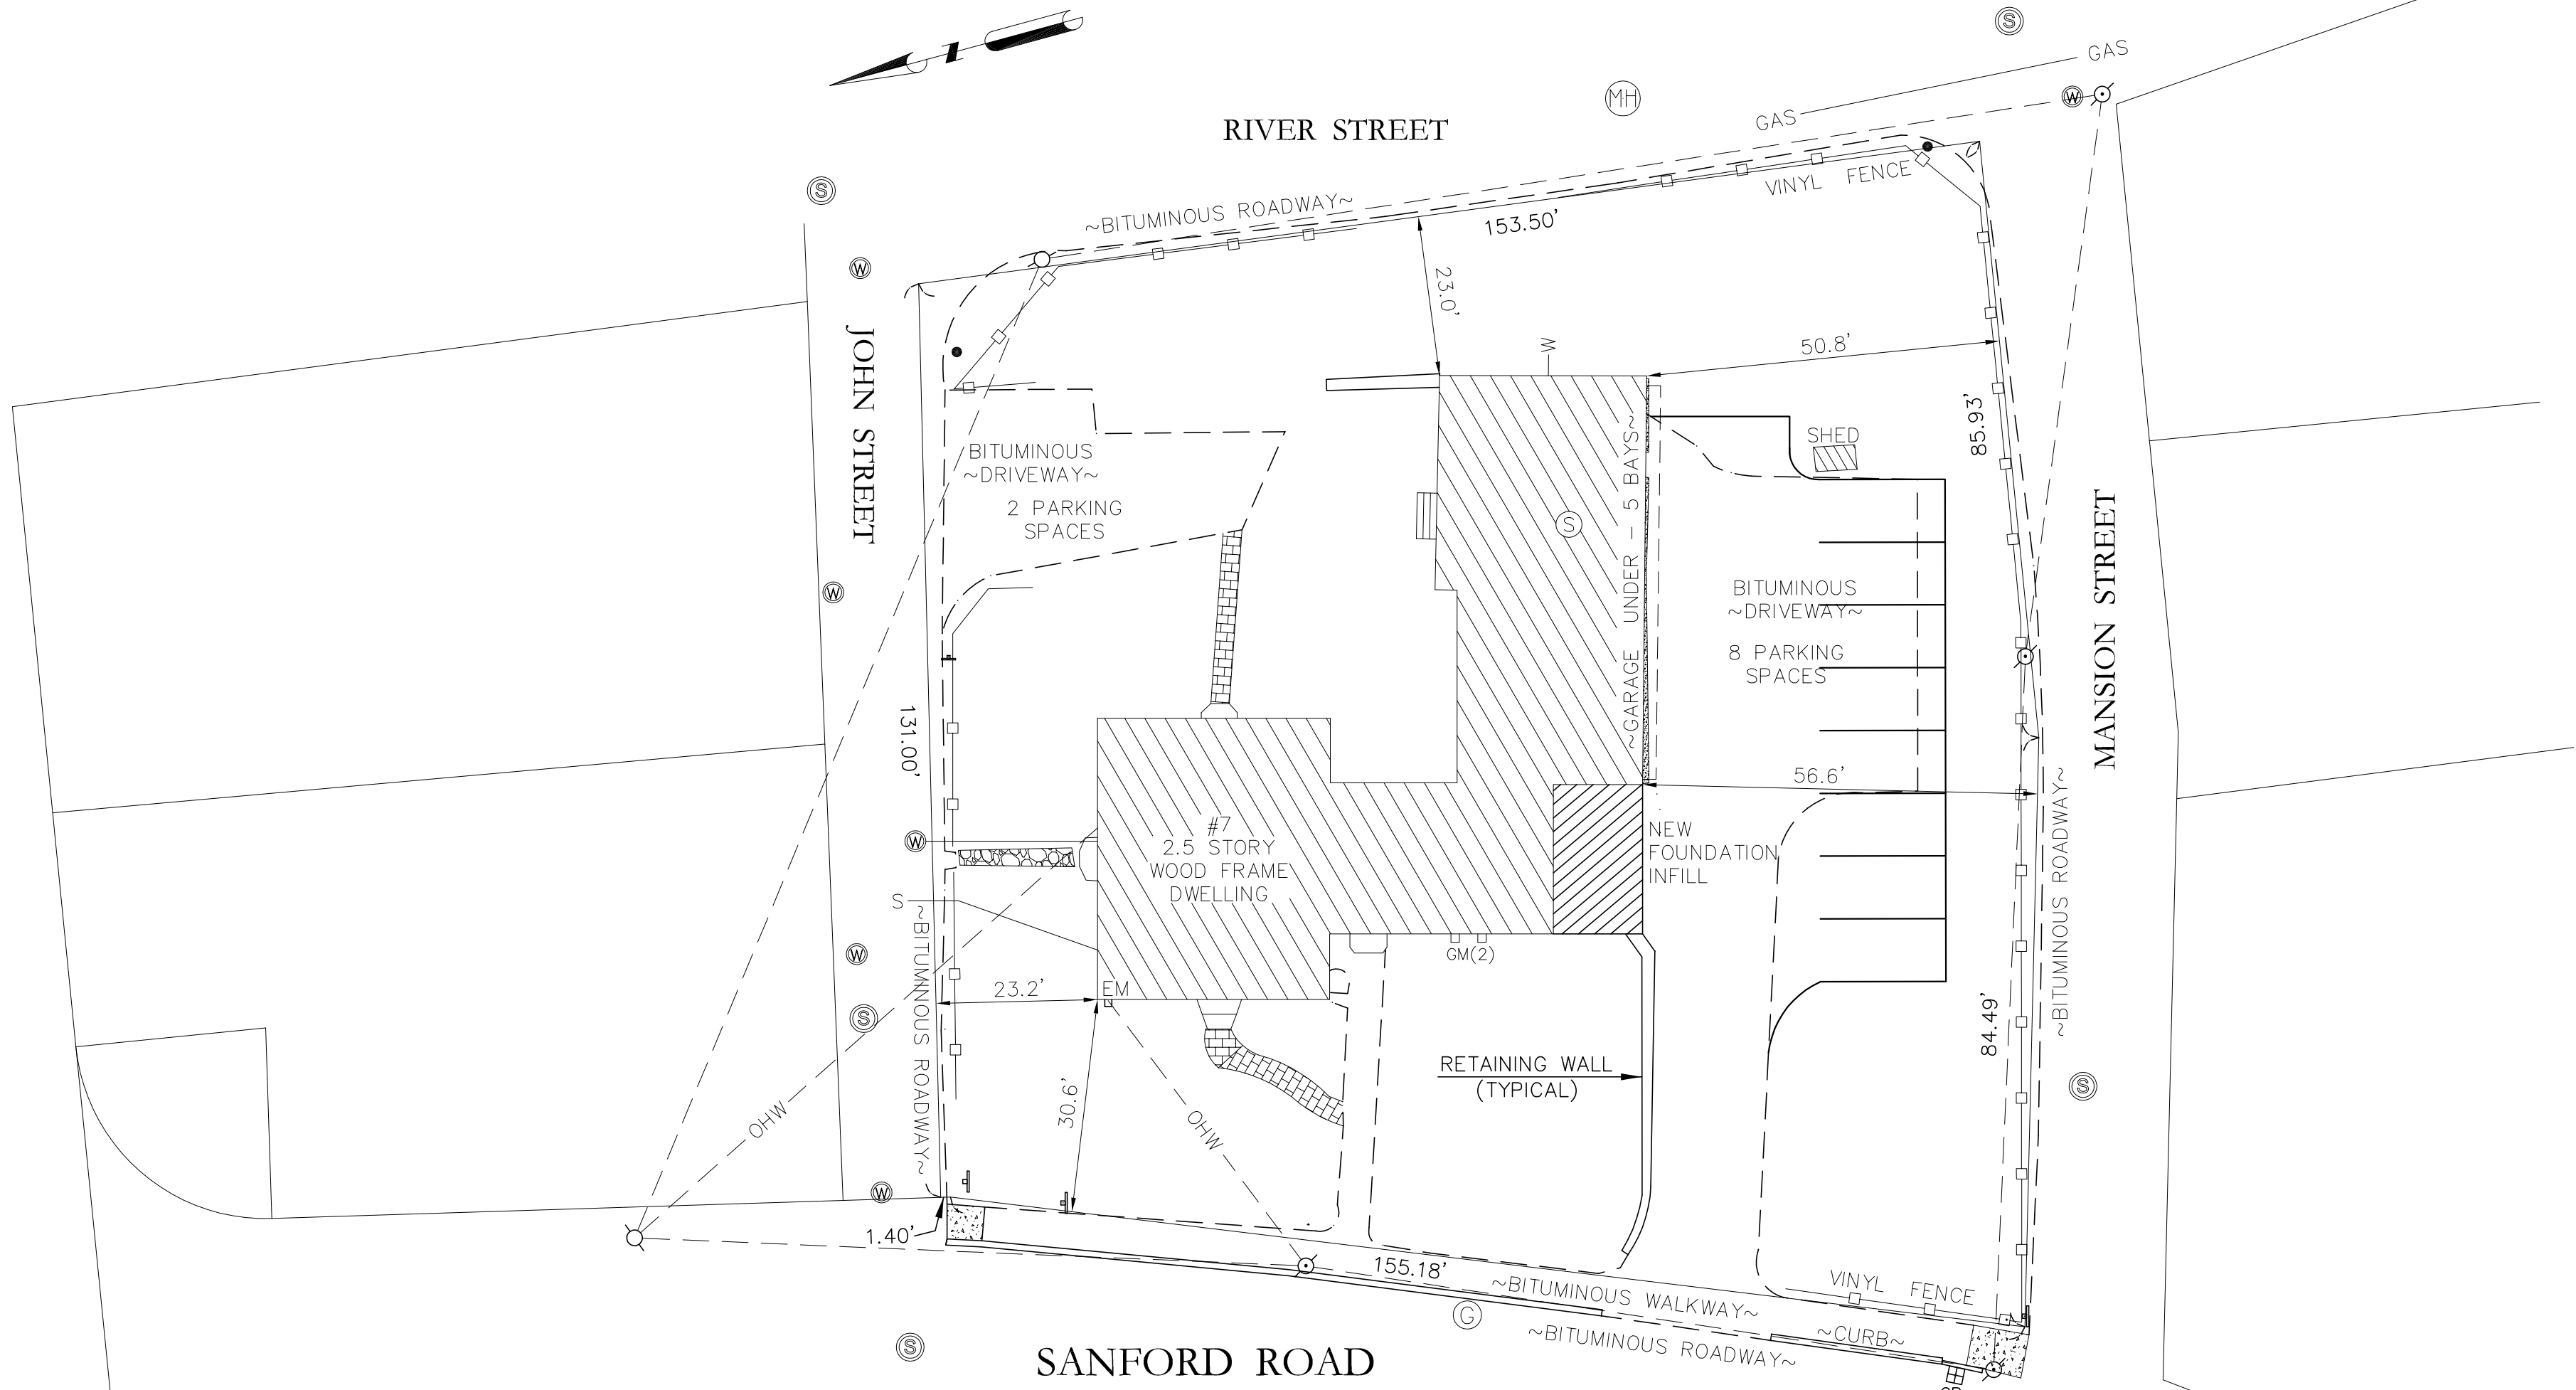 Z
S
GAS
GAS
W
MH
RIVER STREET
S
~BITUMINOUS ROADWAY~
VINYL FENCE
153.50'
W
JOHN STREET
23.0'
W
50.8'
85.93'
SHED
BITUMINOUS
~DRIVEWAY~
2 PARKING
SPACES
S
~GARAGE UNDER - 5 BAYS~
W
BITUMINOUS
~DRIVEWAY~
8 PARKING
SPACES
MANSION STREET
131.00'
56.6'
W
#7
2.5 STORY
WOOD FRAME
DWELLING
NEW
FOUNDATION
INFILL
S
~BITUMINOUS ROADWAY~
~BITUMINOUS ROADWAY~
W
GM(2)
23.2'
EM
S
84.49'
30.6'
OHW
OHW
RETAINING WALL
(TYPICAL)
S
W
1.40'
155.18'
~BITUMINOUS WALKWAY~
VINYL FENCE
G
~BITUMINOUS ROADWAY~
~CURB~
S
SANFORD ROAD